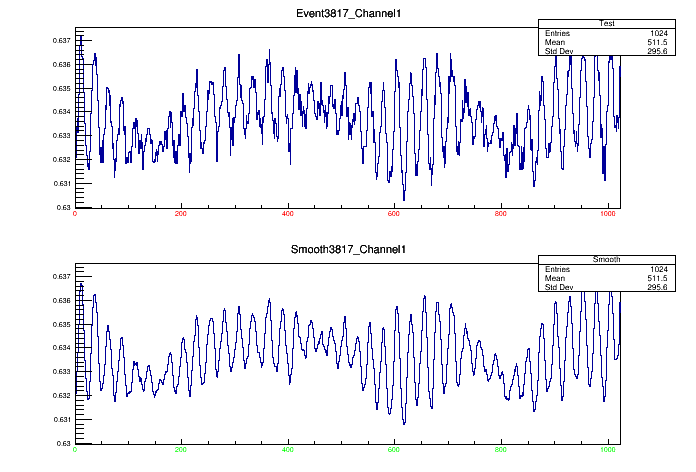 Event3817_Channel1
Test
Entries 1024
Mean 511.5
Std Dev 295.6
0.637
0.636
0.635
0.634
0.633
0.632
0.631
0.63
0 200 400 600 800 1000
Smooth3817_Channel1
Smooth
Entries 1024
Mean 511.5
Std Dev 295.6
0.637
0.636
0.635
0.634
0.633
0.632
0.631
0.63
0 200 400 600 800 1000